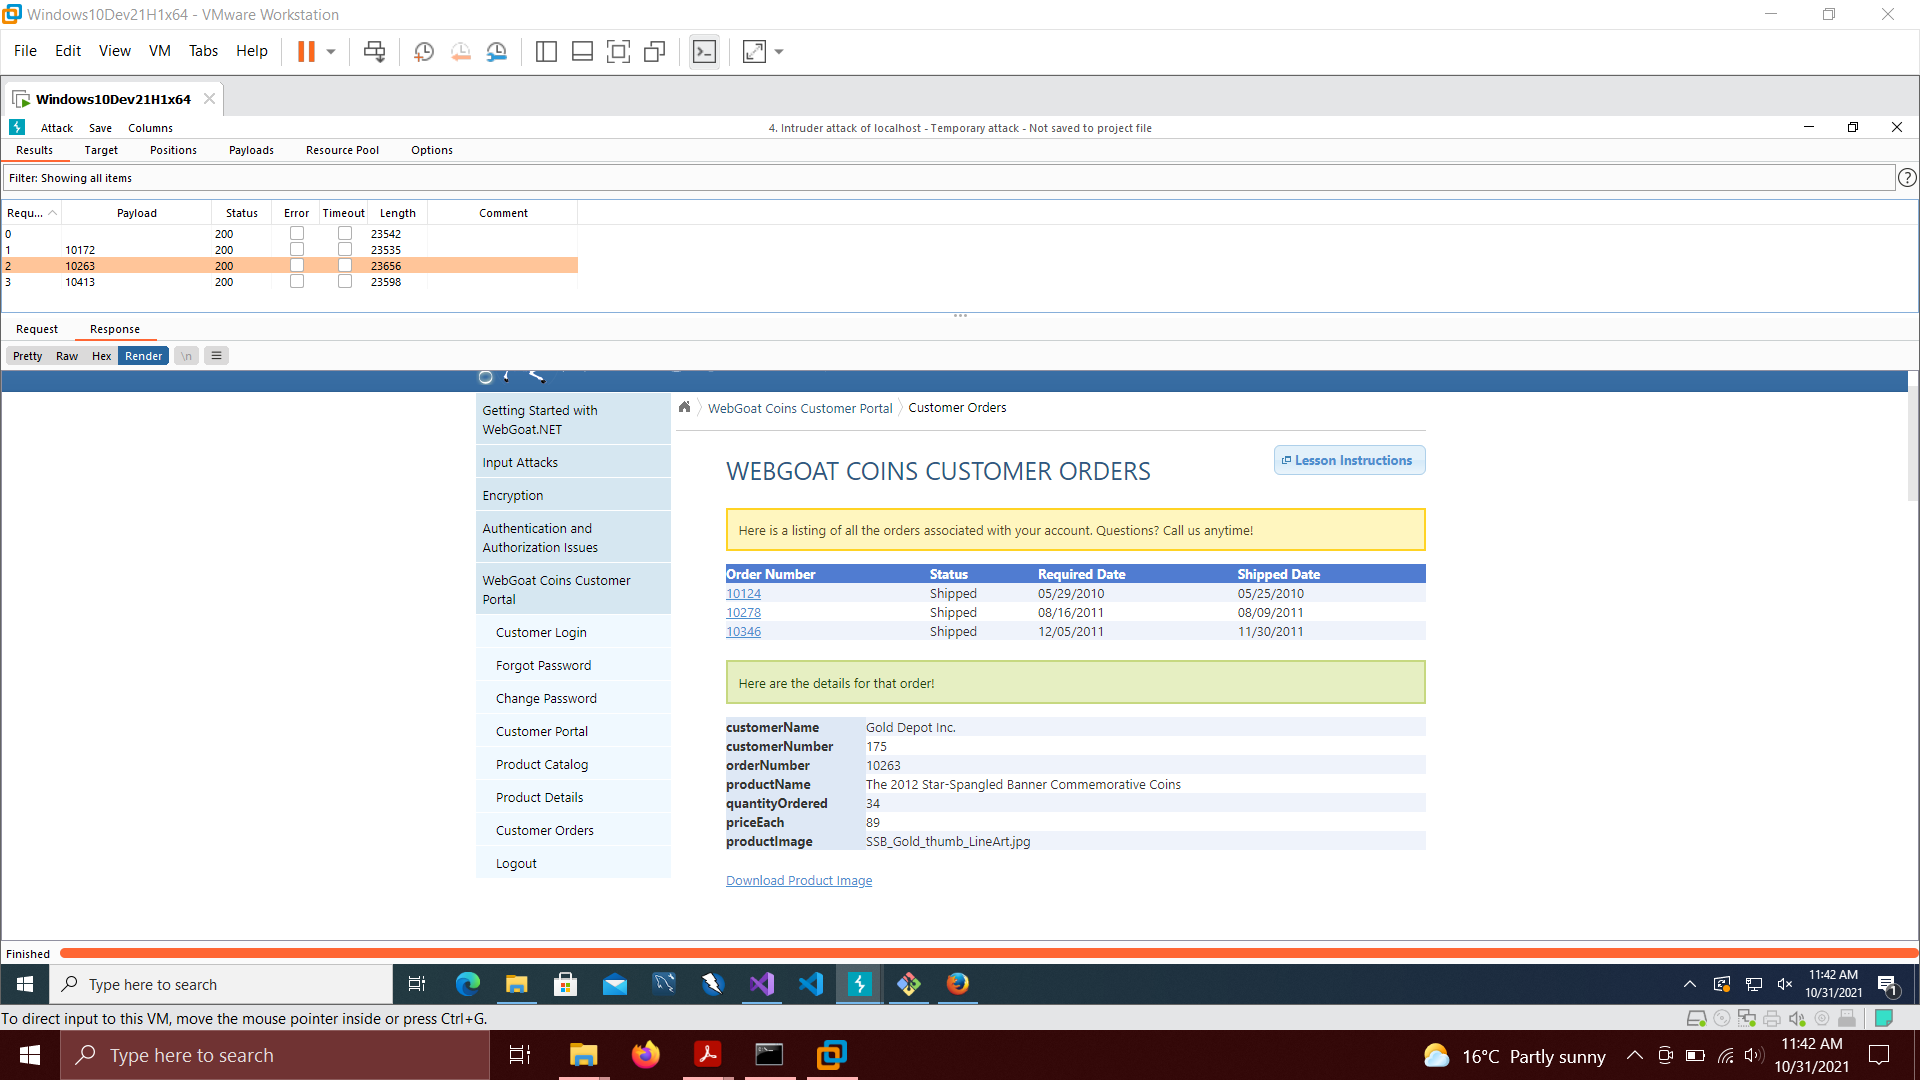 Windows10Dev21H1x64 - VMware Workstation
File Edit View VM Tabs Help
Windows10Dev21H1x64
Attack Save Columns
4. Intruder attack of localhost - Temporary attack - Not saved to project file
Results Target Positions Payloads Resource Pool Options
Filter: Showing all items
?
Requ... Payload Status Error Timeout Length Comment
0 200 23542
1 10172 200 23535
2 10263 200 23656
3 10413 200 23598
Request Response
Pretty Raw Hex Render \n
Getting Started with
WebGoat.NET
Input Attacks
Encryption
Authentication and
Authorization Issues
WebGoat Coins Customer
Portal
Customer Login
Forgot Password
Change Password
Customer Portal
Product Catalog
Product Details
Customer Orders
Logout
WebGoat Coins Customer Portal Customer Orders
Lesson Instructions
WEBGOAT COINS CUSTOMER ORDERS
Here is a listing of all the orders associated with your account. Questions? Call us anytime!
Order Number Status Required Date Shipped Date
10124 Shipped 05/29/2010 05/25/2010
10278 Shipped 08/16/2011 08/09/2011
10346 Shipped 12/05/2011 11/30/2011
Here are the details for that order!
customerName Gold Depot Inc.
customerNumber 175
orderNumber 10263
productName The 2012 Star-Spangled Banner Commemorative Coins
quantityOrdered 34
priceEach 89
productImage SSB_Gold_thumb_LineArt.jpg
Download Product Image
Finished
Type here to search
11:42 AM
10/31/2021
1
To direct input to this VM, move the mouse pointer inside or press Ctrl+G.
Type here to search
16°C Partly sunny
11:42 AM
10/31/2021